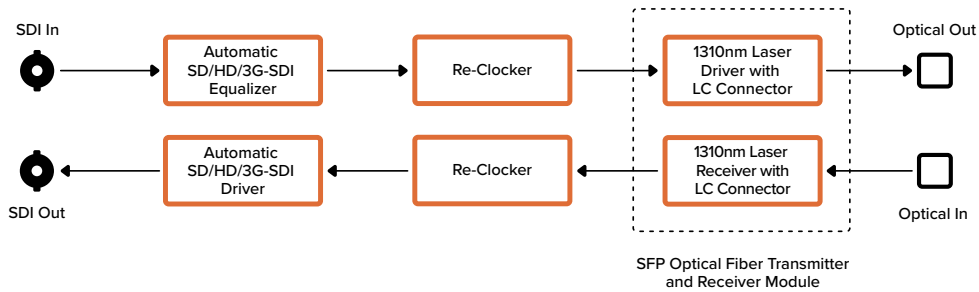 SDI In
Automatic
SD/HD/3G-SDI
Equalizer
Re-Clocker
1310nm Laser
Driver with
LC Connector
Optical Out
Automatic
SD/HD/3G-SDI
Driver
Re-Clocker
1310nm Laser
Receiver with
LC Connector
SDI Out
Optical In
SFP Optical Fiber Transmitter
and Receiver Module